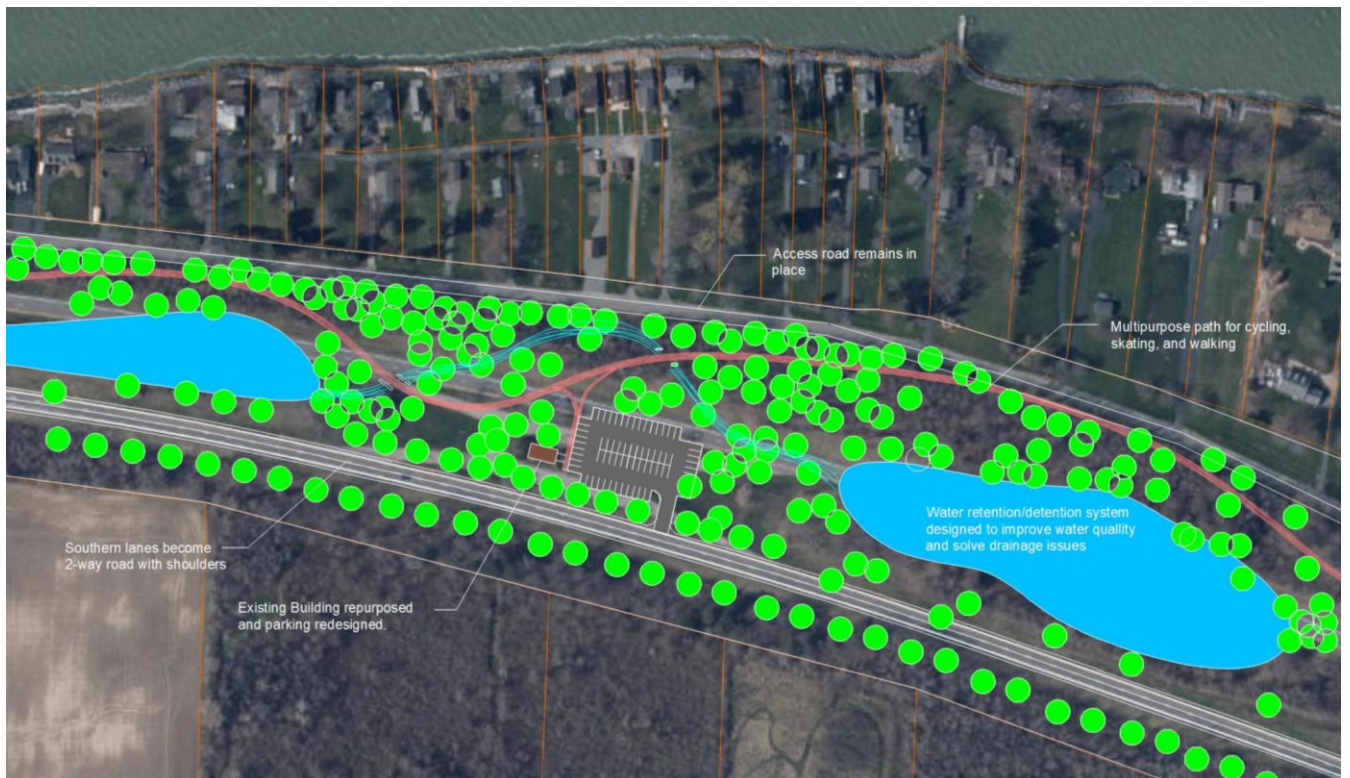 Access road remains in
place
Multipurpose path for cycling,
skating, and walking
Water retention/detention system
designed to improve water quallity
and solve drainage issues
Southern lanes become
2-way road with shoulders
Existing Building repurposed
and parking redesigned.